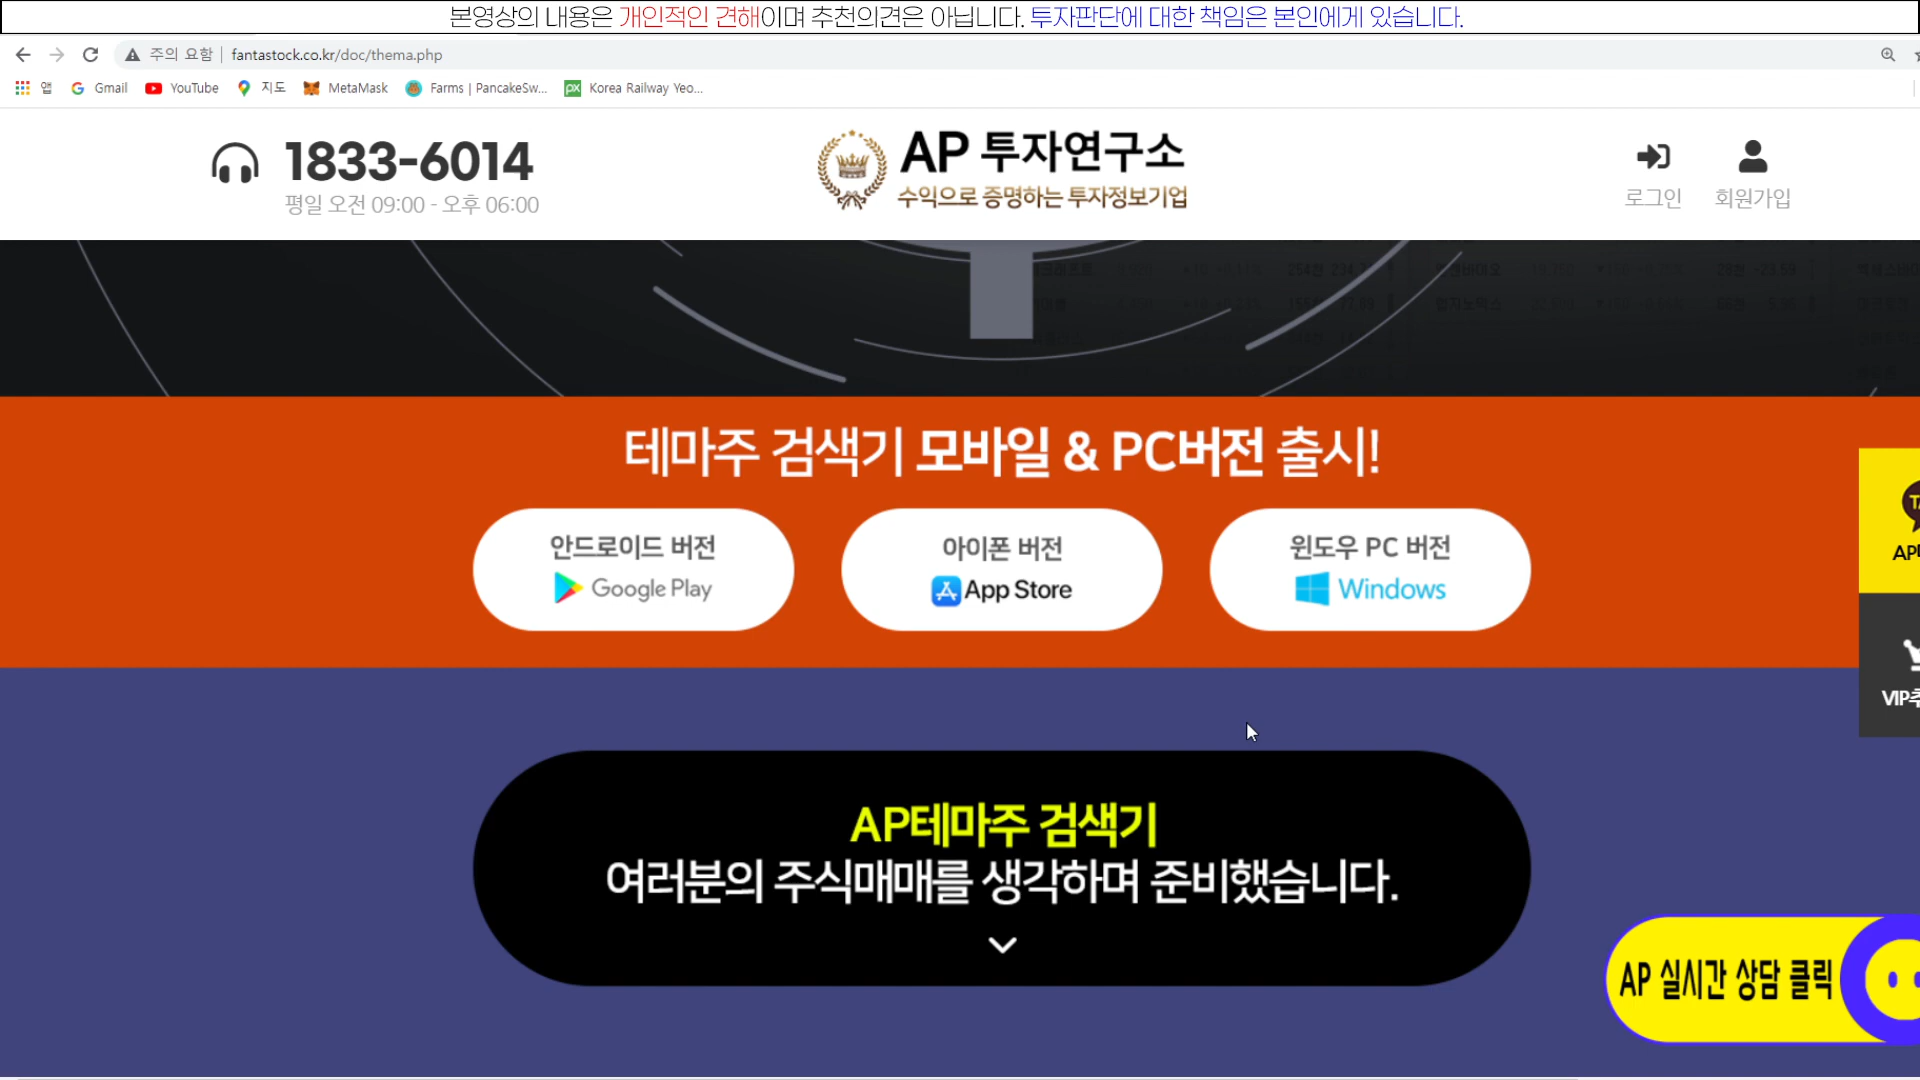 본영상의 내용은 개인적인 견해이며 추천의견은 아닙니다. 투자판단에 대한 책임은 본인에게 있습니다.
주의 요함 | fantastock.co.kr/doc/thema.php
앱 Gmail YouTube 지도 MetaMask Farms | PancakeSw... Korea Railway Yeo...
1833-6014
평일 오전 09:00 - 오후 06:00
AP 투자연구소
수익으로 증명하는 투자정보기업
로그인 회원가입
테마주 검색기 모바일 & PC버전 출시!
안드로이드 버전
Google Play
아이폰 버전
App Store
윈도우 PC 버전
Windows
VIP
AP테마주 검색기
여러분의 주식매매를 생각하며 준비했습니다.
AP 실시간 상담 클릭